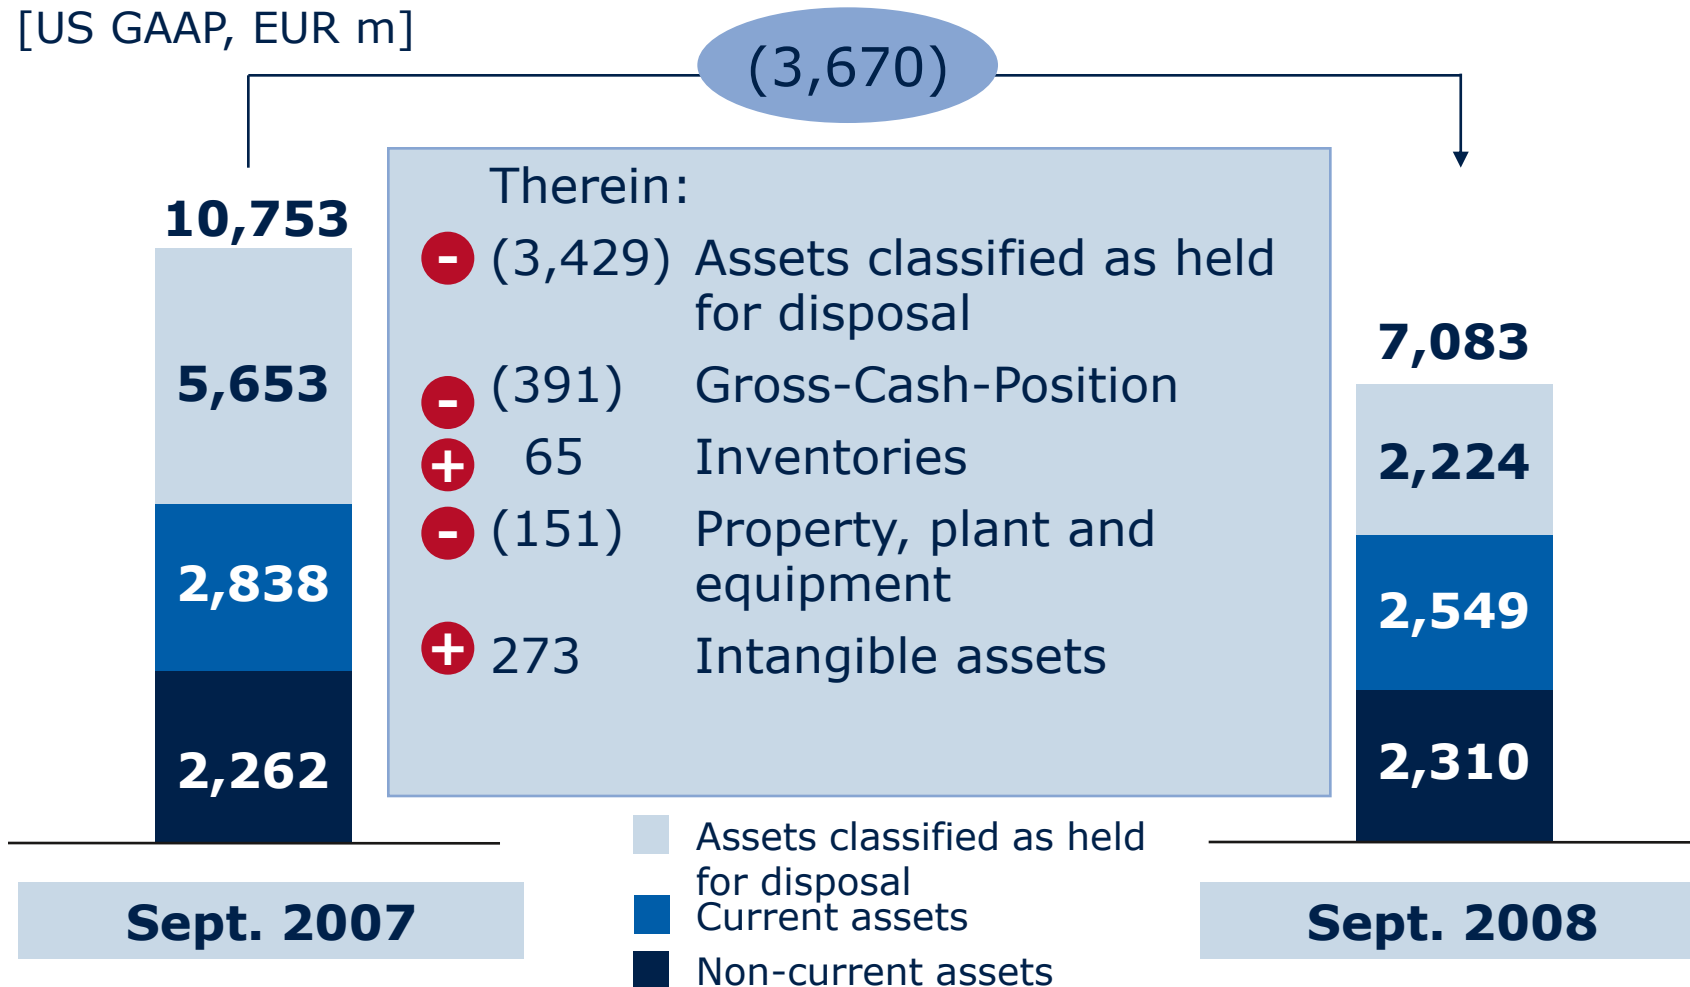 [US GAAP, EUR m]
(3,670)
10,753
5,653
2,838
2,262
Sept. 2007
Therein:
- (3,429) Assets classified as held
for disposal
- (391) Gross-Cash-Position
+ 65 Inventories
- (151) Property, plant and
equipment
+ 273 Intangible assets
7,083
2,224
2,549
2,310
Sept. 2008
Assets classified as held
for disposal
Current assets
Non-current assets